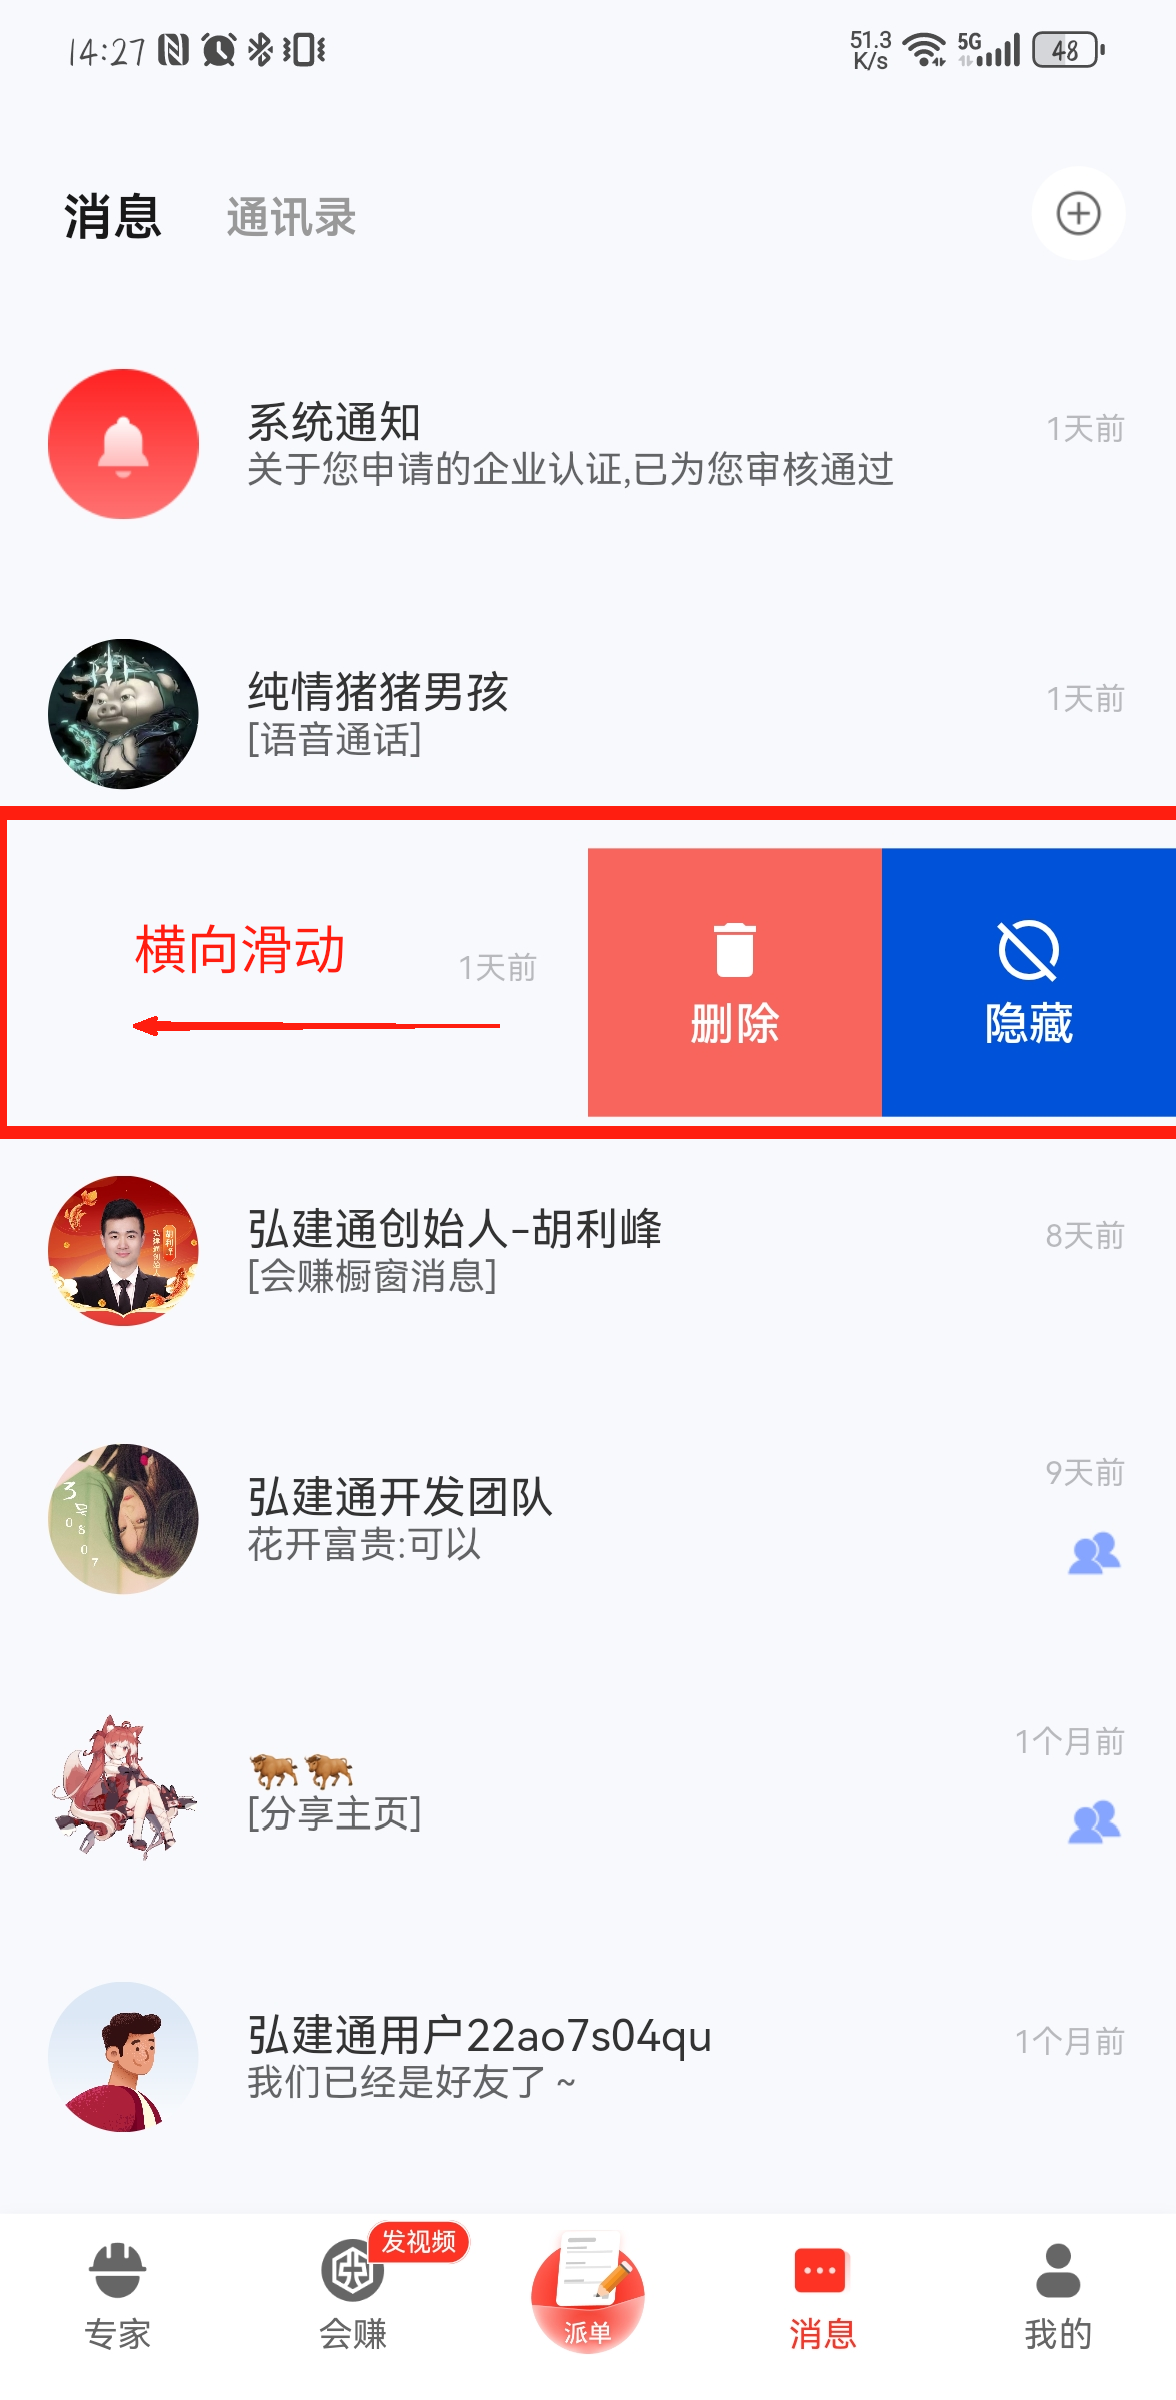 14:27
51.3
K/s
5G
48
消息
通讯录
系统通知
1天前
关于您申请的企业认证,已为您审核通过
纯情猪猪男孩
1天前
[语音通话]
横向滑动
1天前
删除
隐藏
弘建通创始人-胡利峰
8天前
[会赚橱窗消息]
弘建通开发团队
9天前
花开富贵:可以
1个月前
🐂🐂
[分享主页]
弘建通用户22ao7s04qu
1个月前
我们已经是好友了 ~
发视频
专家
会赚
派单
消息
我的